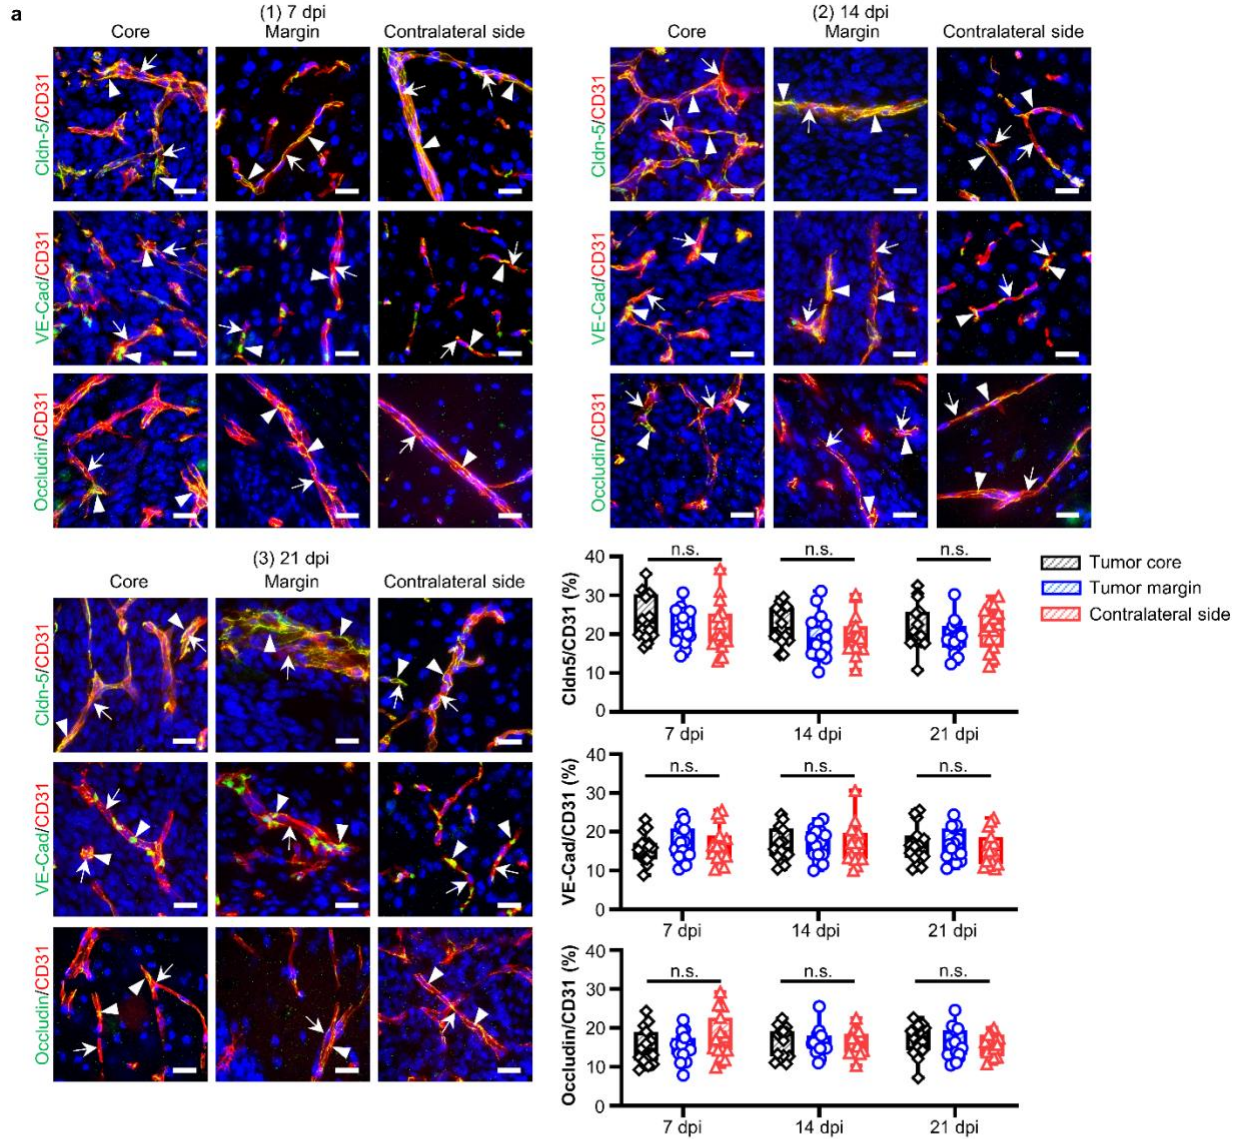 a
(1) 7 dpi
Core Margin Contralateral side
Cldn-5/CD31
VE-Cad/CD31
Occludin/CD31
(2) 14 dpi
Core Margin Contralateral side
Cldn-5/CD31
VE-Cad/CD31
Occludin/CD31
(3) 21 dpi
Core Margin Contralateral side
Cldn-5/CD31
VE-Cad/CD31
Occludin/CD31
Cldn5/CD31 (%)
40
30
20
10
0
n.s. n.s. n.s.
7 dpi 14 dpi 21 dpi
Tumor core
Tumor margin
Contralateral side
VE-Cad/CD31 (%)
40
30
20
10
0
n.s. n.s. n.s.
7 dpi 14 dpi 21 dpi
Occludin/CD31 (%)
40
30
20
10
0
n.s. n.s. n.s.
7 dpi 14 dpi 21 dpi